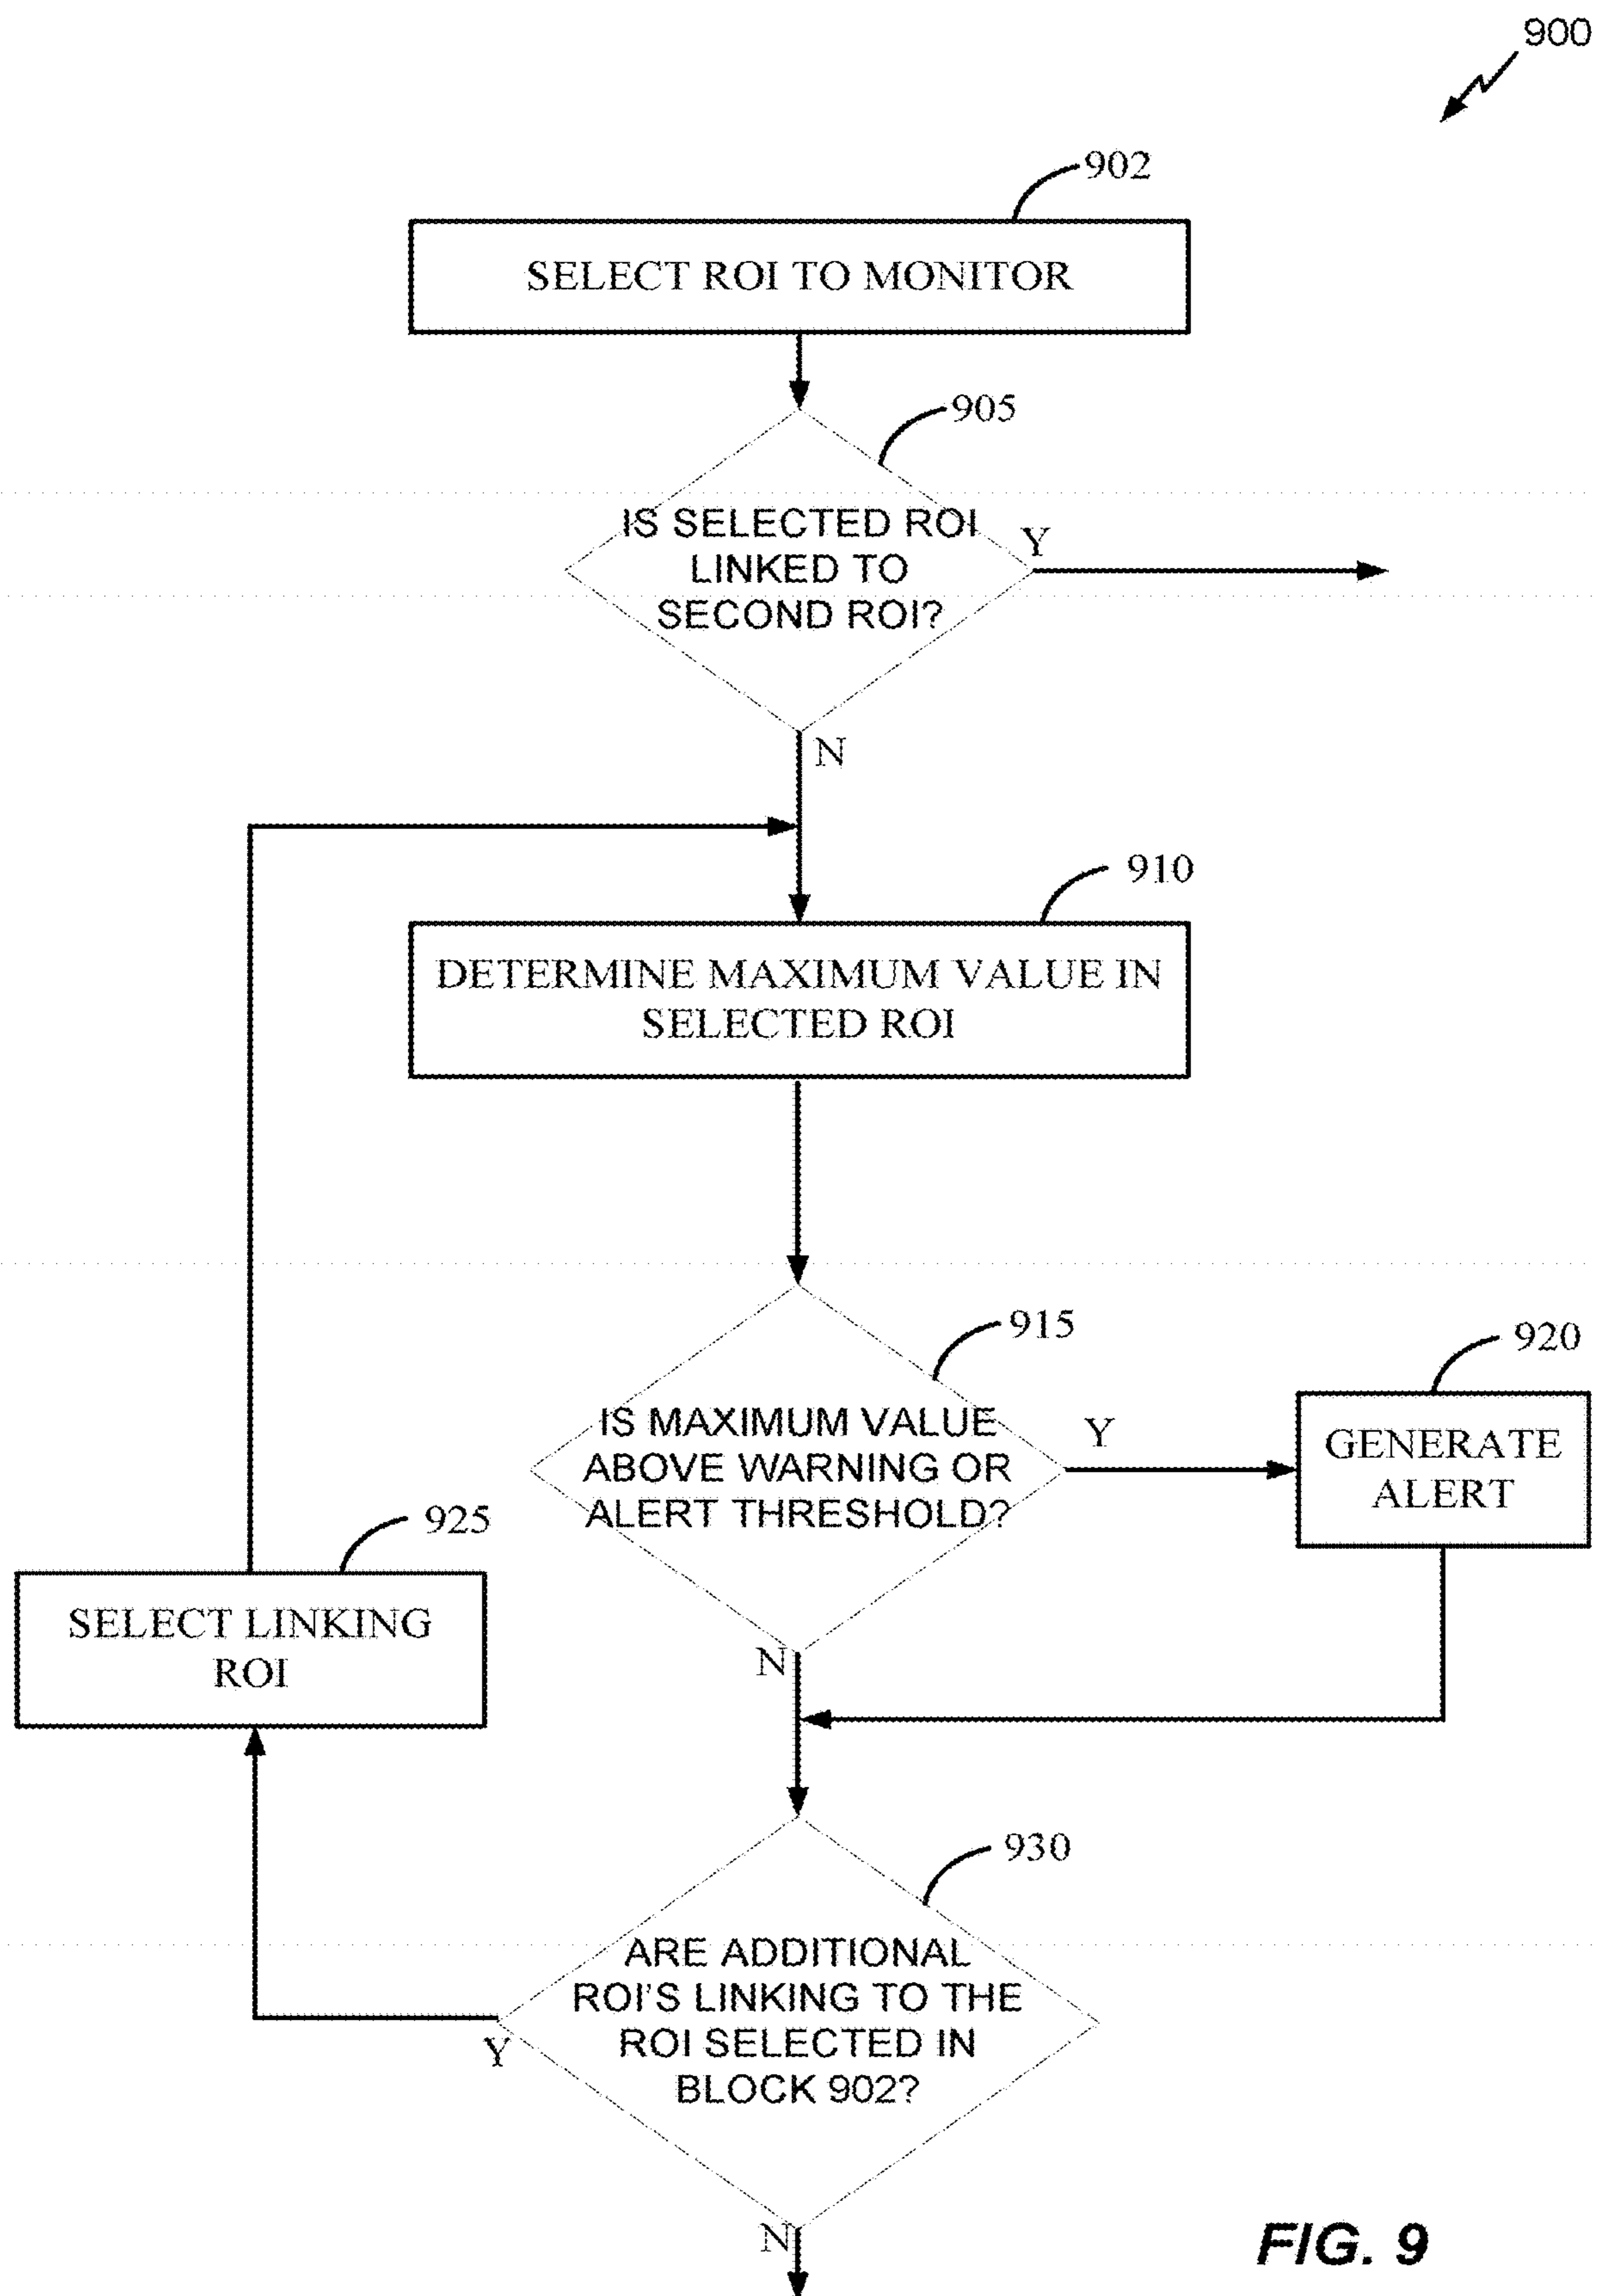 900
902
SELECT ROI TO MONITOR
905
IS SELECTED ROI
LINKED TO
SECOND ROI?
Y
N
910
DETERMINE MAXIMUM VALUE IN
SELECTED ROI
915
IS MAXIMUM VALUE
ABOVE WARNING OR
ALERT THRESHOLD?
Y
920
GENERATE
ALERT
925
SELECT LINKING
ROI
N
930
ARE ADDITIONAL
ROI'S LINKING TO THE
ROI SELECTED IN
BLOCK 902?
Y
N
FIG. 9